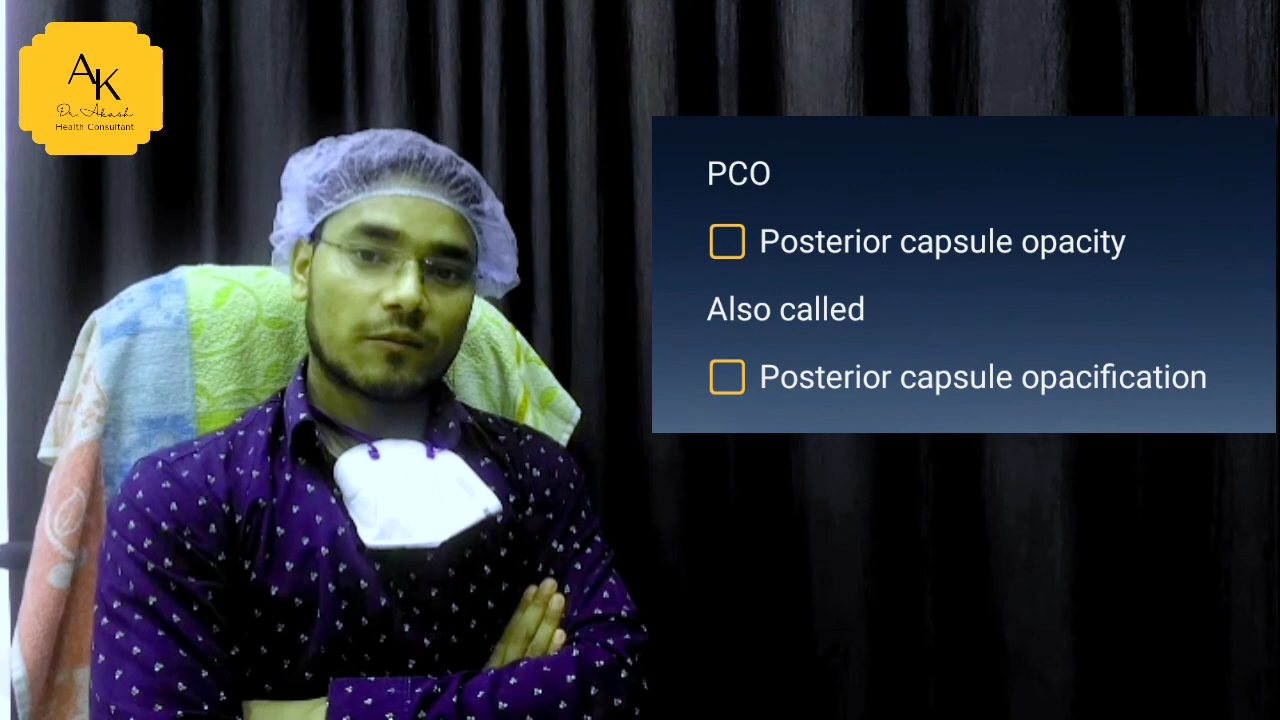 AK
Dr. Akash
Health Consultant
PCO
Posterior capsule opacity
Also called
Posterior capsule opacification